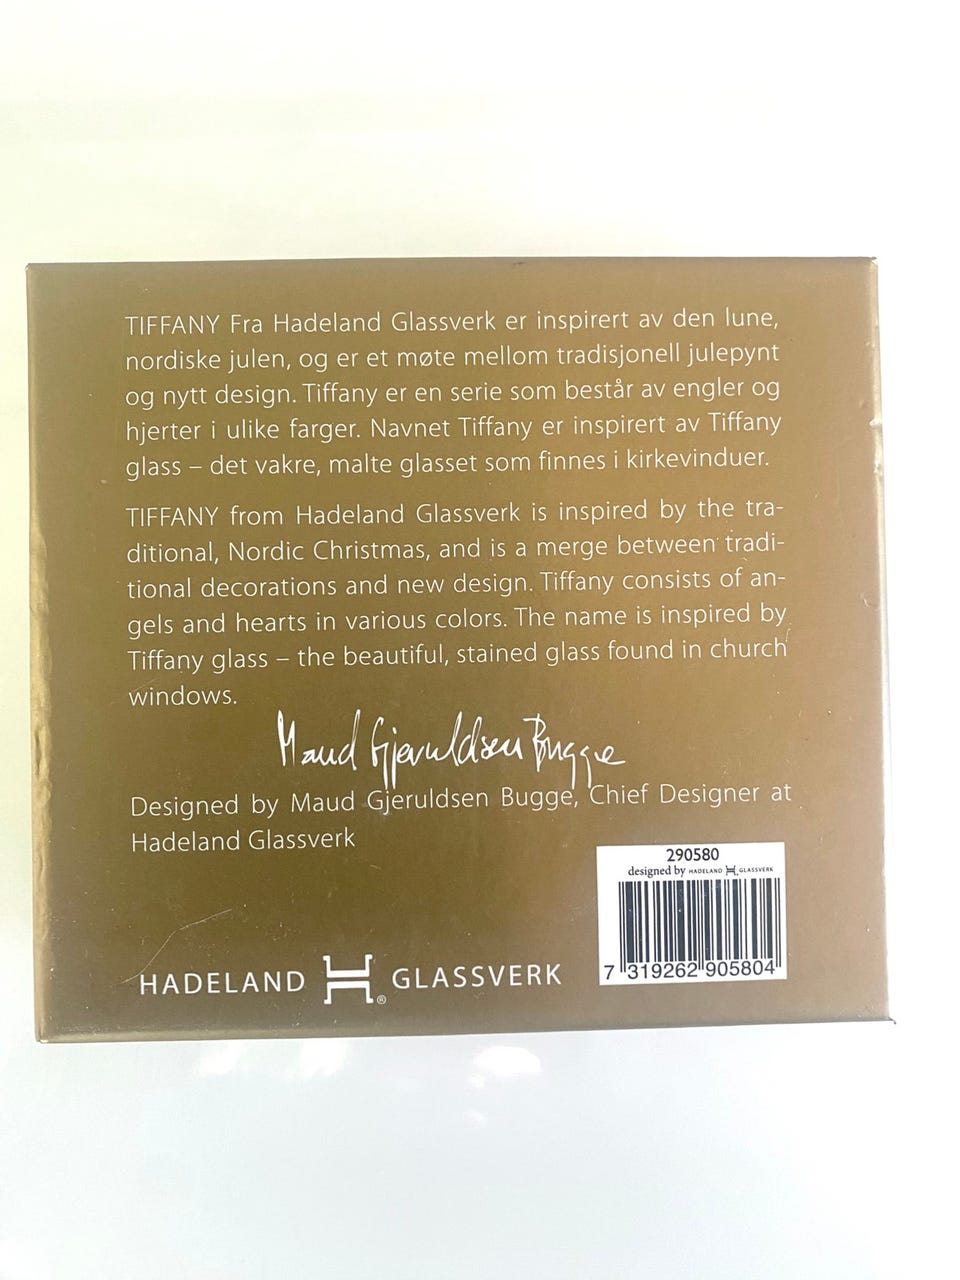 TIFFANY Fra Hadeland Glassverk er inspirert av den lune,
nordiske julen, og er et møte mellom tradisjonell julepynt
og nytt design. Tiffany er en serie som består av engler og
hjerter i ulike farger. Navnet Tiffany er inspirert av Tiffany
glass – det vakre, malte glasset som finnes i kirkevinduer.
TIFFANY from Hadeland Glassverk is inspired by the tra-
ditional, Nordic Christmas, and is a merge between tradi-
tional decorations and new design. Tiffany consists of an-
gels and hearts in various colors. The name is inspired by
Tiffany glass – the beautiful, stained glass found in church
windows.
Maud Gjeruldsen Bugge
Designed by Maud Gjeruldsen Bugge, Chief Designer at
Hadeland Glassverk
290580
designed by HADELAND GLASSVERK
7 319262 905804
HADELAND H® GLASSVERK